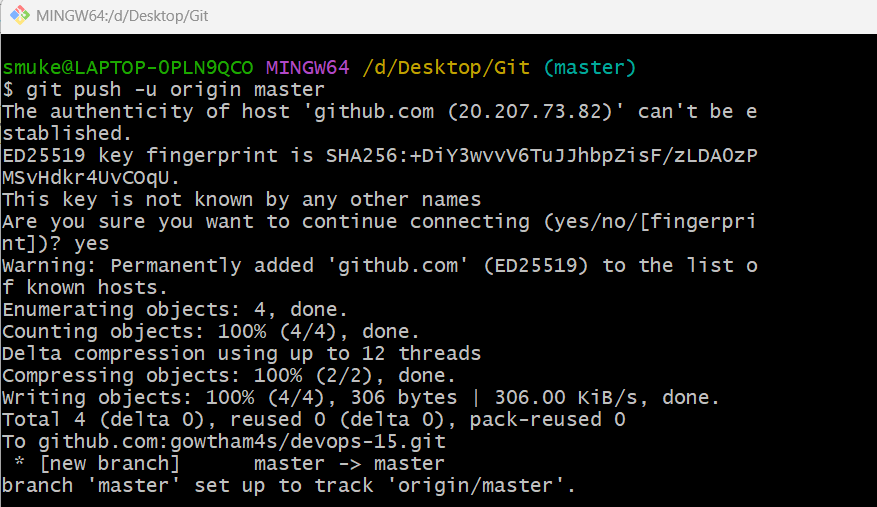 MINGW64:/d/Desktop/Git
smuke@LAPTOP-OPLN9QCO MINGW64 /d/Desktop/Git (master)
$ git push -u origin master
The authenticity of host 'github.com (20.207.73.82)' can't be e
stablished.
ED25519 key fingerprint is SHA256:+DiY3wvvV6TuJJhbpZisF/zLDA0zP
MSvHdkr4UvCOqU.
This key is not known by any other names
Are you sure you want to continue connecting (yes/no/[fingerpri
nt])? yes
Warning: Permanently added 'github.com' (ED25519) to the list o
f known hosts.
Enumerating objects: 4, done.
Counting objects: 100% (4/4), done.
Delta compression using up to 12 threads
Compressing objects: 100% (2/2), done.
Writing objects: 100% (4/4), 306 bytes | 306.00 KiB/s, done.
Total 4 (delta 0), reused 0 (delta 0), pack-reused 0
To github.com:gowtham4s/devops-15.git
 * [new branch]      master -> master
branch 'master' set up to track 'origin/master'.